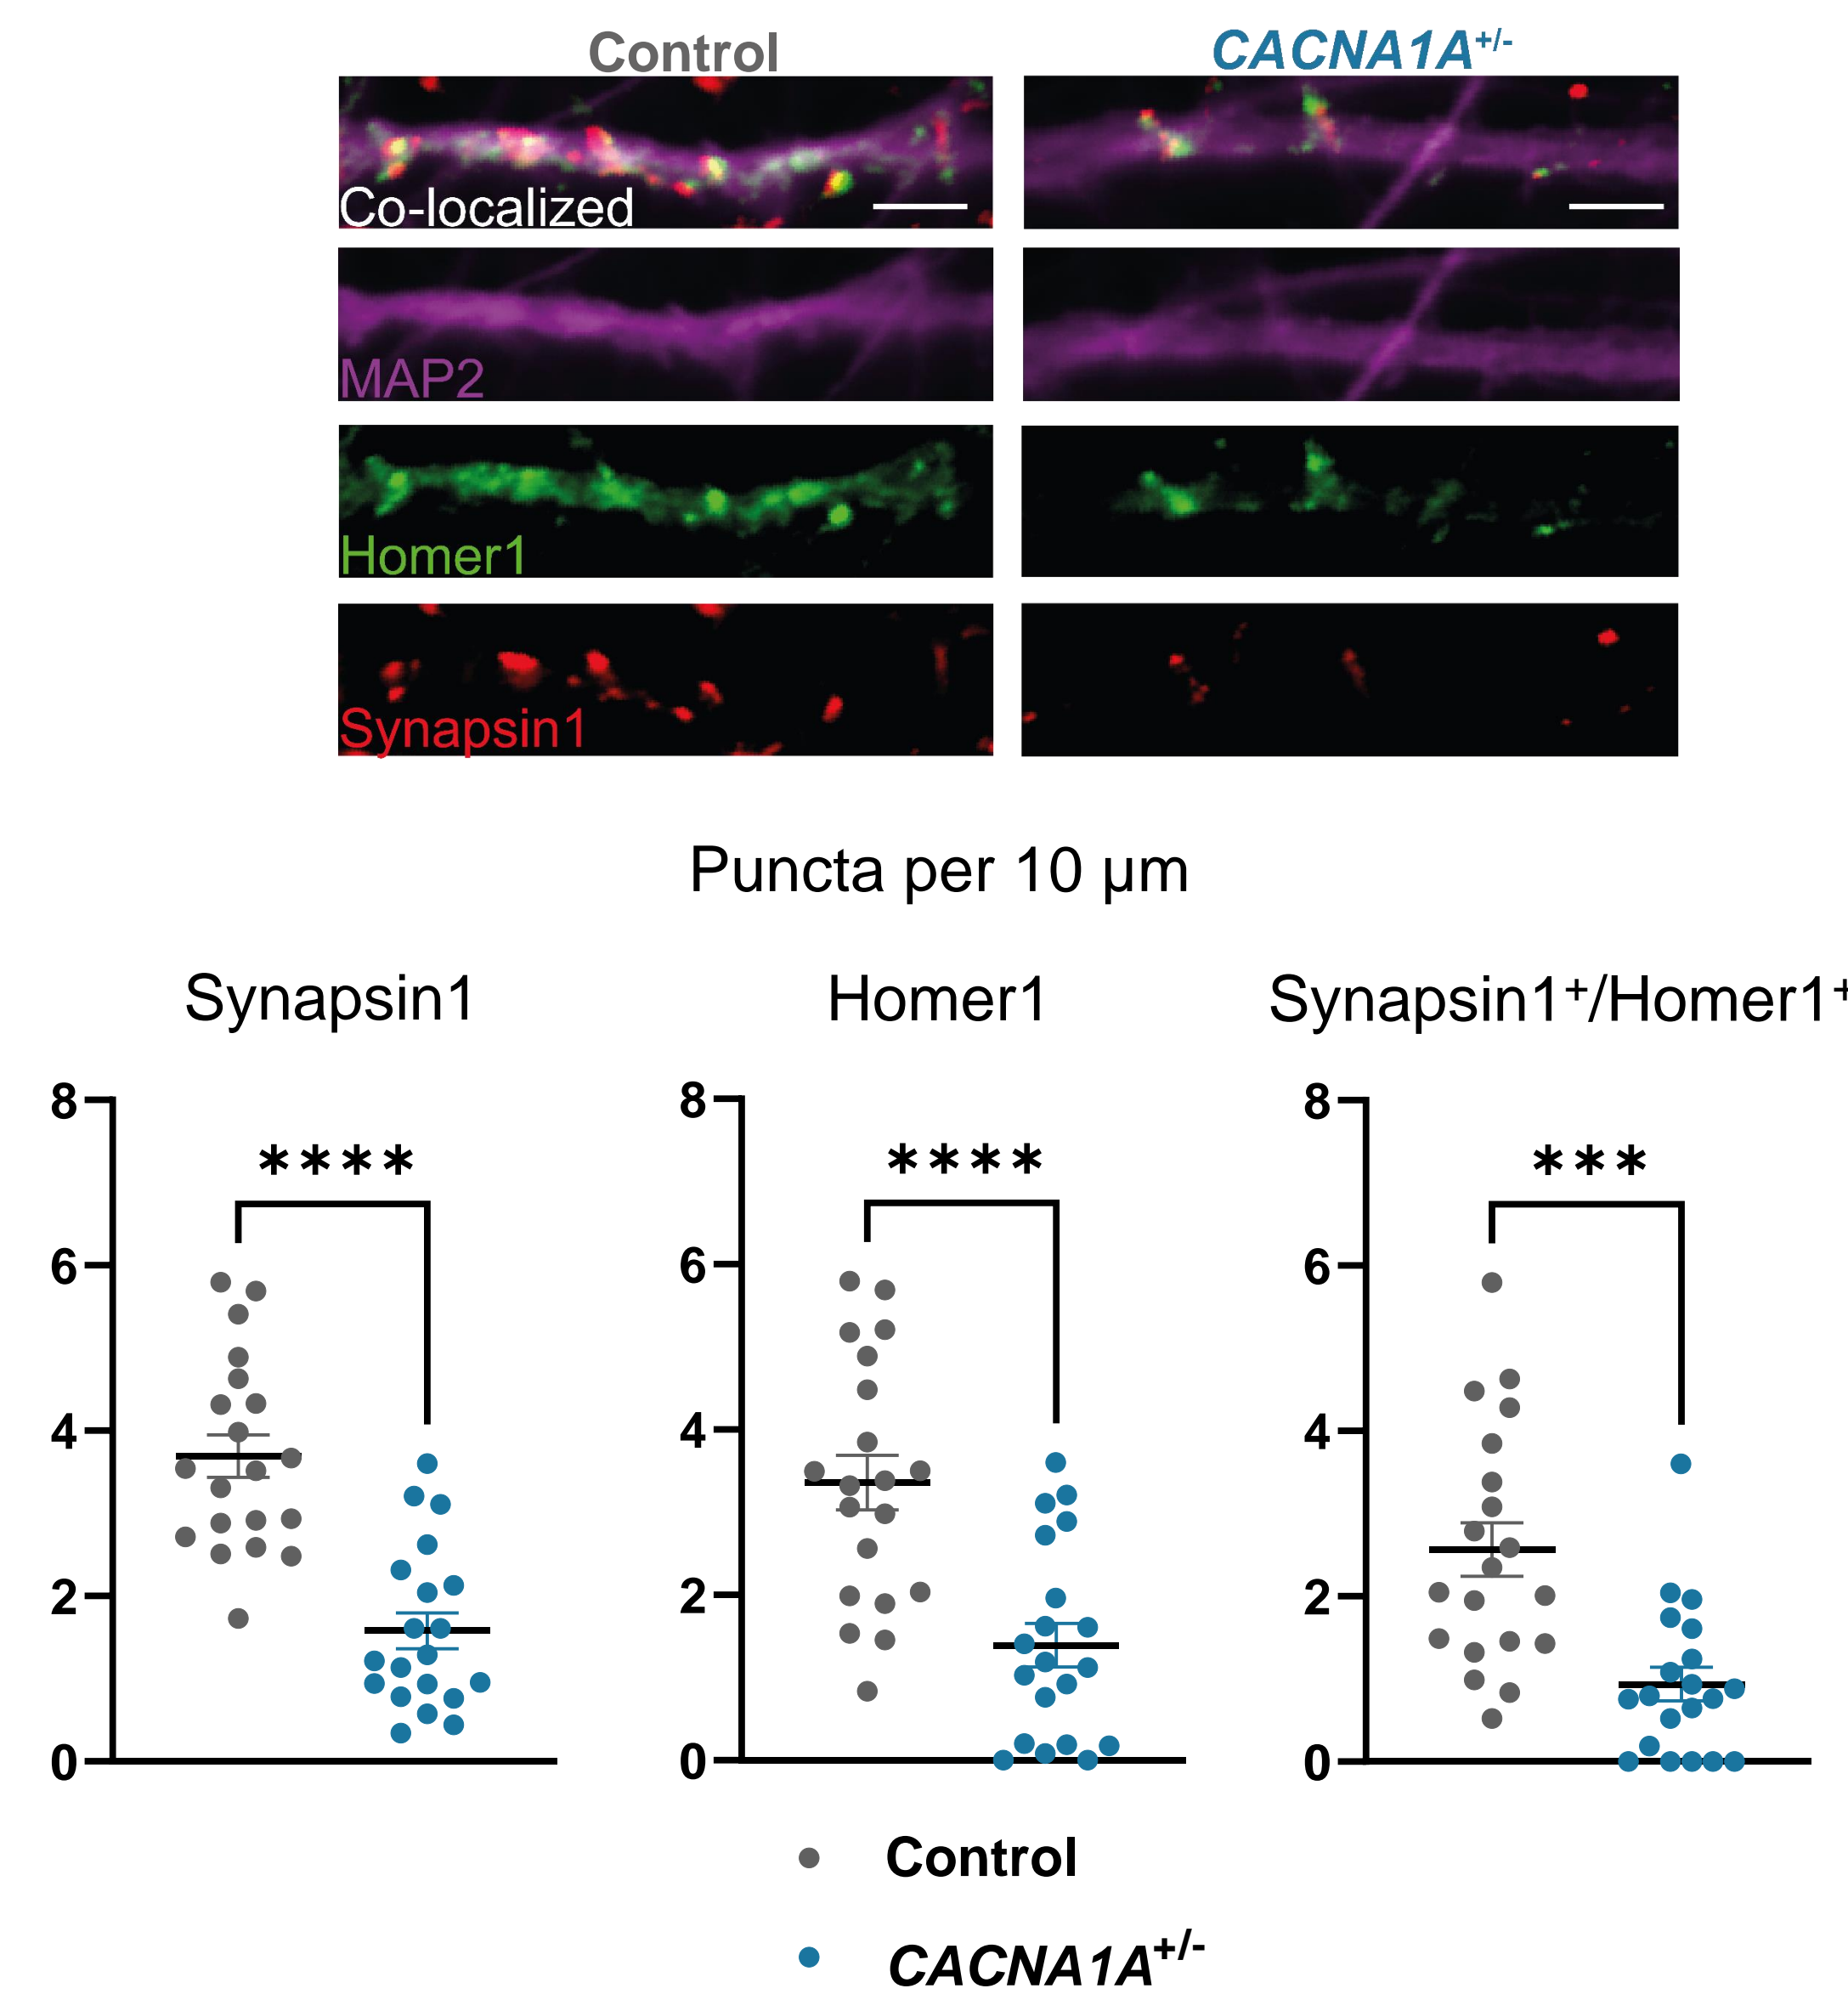 Control CACNA1A+/-
Co-localized
MAP2
Homer1
Synapsin1
Puncta per 10 µm
Synapsin1 Homer1 Synapsin1+/Homer1+
8 8 8
**** **** ***
6 6 6
4 4 4
2 2 2
0 0 0
Control
CACNA1A+/-